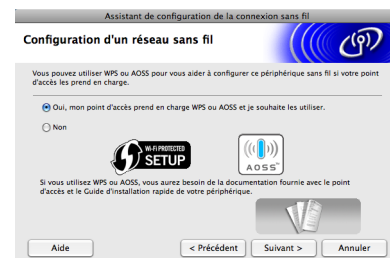 Assistant de configuration de la connexion sans fil
Configuration d'un réseau sans fil
Vous pouvez utiliser WPS ou AOSS pour vous aider à configurer ce périphérique sans fil si votre point
d'accès les prend en charge.
Oui, mon point d'accès prend en charge WPS ou AOSS et je souhaite les utiliser.
Non
WI-FI PROTECTED
SETUP
AOSS™
Si vous utilisez WPS ou AOSS, vous aurez besoin de la documentation fournie avec le point
d'accès et le Guide d'installation rapide de votre périphérique.
Aide
< Précédent
Suivant >
Annuler